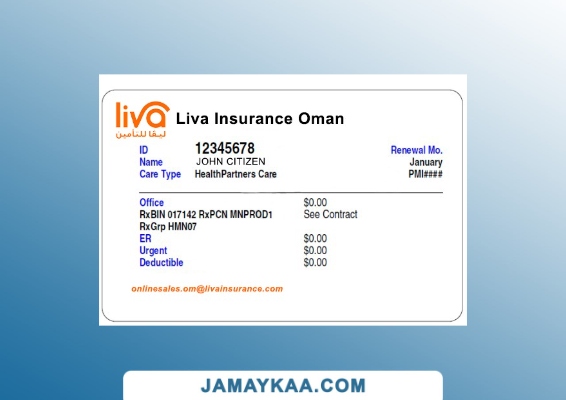 liva
ليڤا للتأمين
Liva Insurance Oman
ID 12345678 Renewal Mo.
Name JOHN CITIZEN January
Care Type HealthPartners Care PMI####
Office $0.00
RxBIN 017142 RxPCN MNPROD1 See Contract
RxGrp HMN07
ER $0.00
Urgent $0.00
Deductible $0.00
onlinesales.om@livainsurance.com
JAMAYKAA.COM